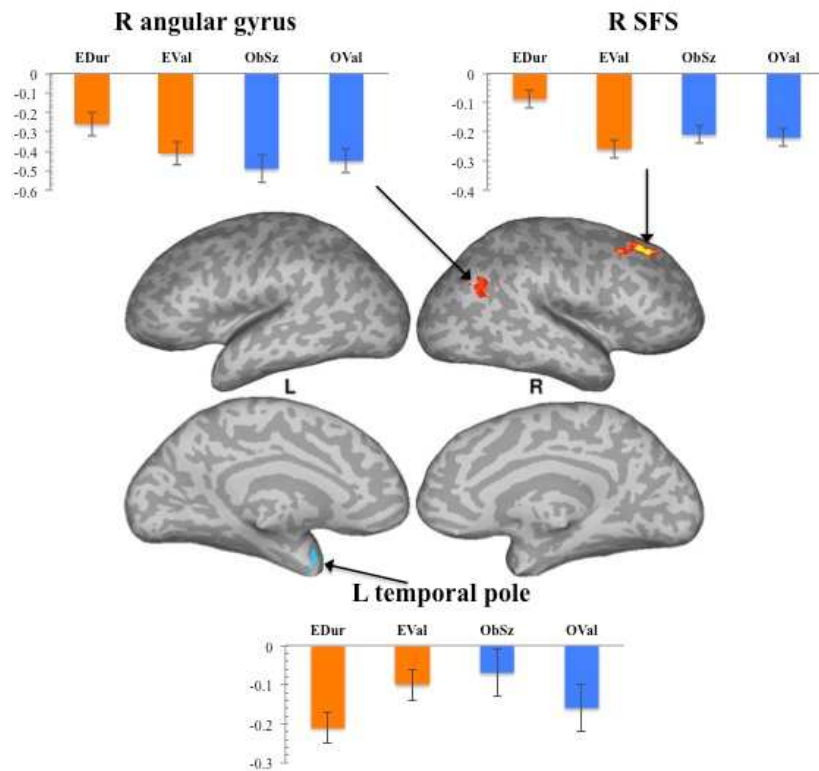 R angular gyrus
R SFS
EDur EVal ObSz OVal
EDur EVal ObSz OVal
0
-0.1
-0.2
-0.3
-0.4
-0.5
-0.6
0
-0.1
-0.2
-0.3
-0.4
L
R
L temporal pole
EDur EVal ObSz OVal
0
-0.1
-0.2
-0.3